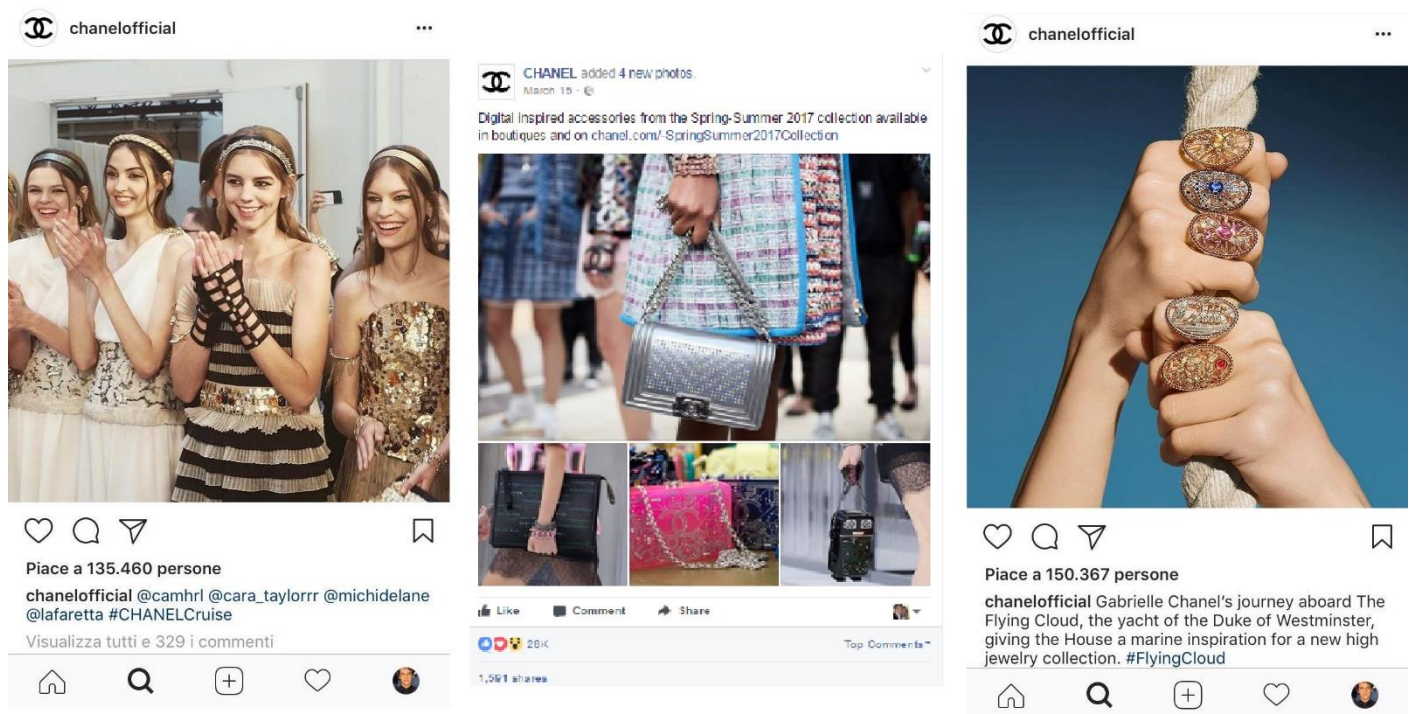 chanelofficial
Piace a 135.460 persone
chanelofficial @camhrl @cara_taylorrr @michidelane
@lafaretta #CHANELCruise
Visualizza tutti e 329 i commenti
CHANEL added 4 new photos.
March 15
Digital inspired accessories from the Spring-Summer 2017 collection available
in boutiques and on chanel.com/-SpringSummer2017Collection
Like Comment Share
28K Top Comments
1,591 shares
chanelofficial
Piace a 150.367 persone
chanelofficial Gabrielle Chanel’s journey aboard The
Flying Cloud, the yacht of the Duke of Westminster,
giving the House a marine inspiration for a new high
jewelry collection. #FlyingCloud